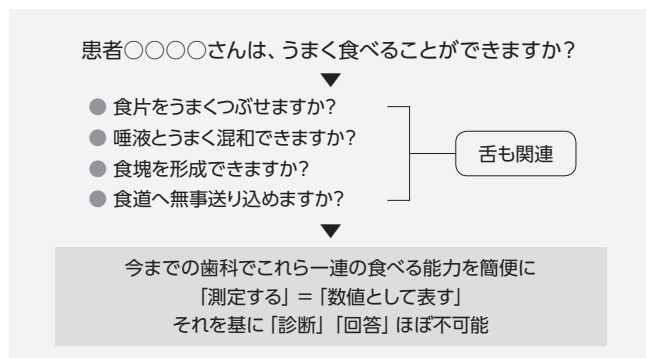 患者○○○○さんは、うまく食べることができますか?
▼
● 食片をうまくつぶせますか?
● 唾液とうまく混和できますか?
● 食塊を形成できますか?
● 食道へ無事送り込めますか?
舌も関連
▼
今までの歯科でこれら一連の食べる能力を簡便に
「測定する」=「数値として表す」
それを基に「診断」「回答」ほぼ不可能